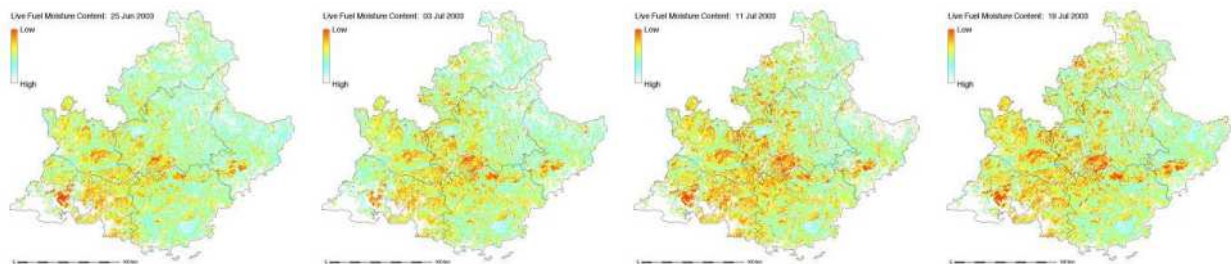 Live Fuel Moisture Content: 25 Jun 2003
Low
High
Live Fuel Moisture Content: 03 Jul 2003
Low
High
Live Fuel Moisture Content: 11 Jul 2003
Low
High
Live Fuel Moisture Content: 19 Jul 2003
Low
High